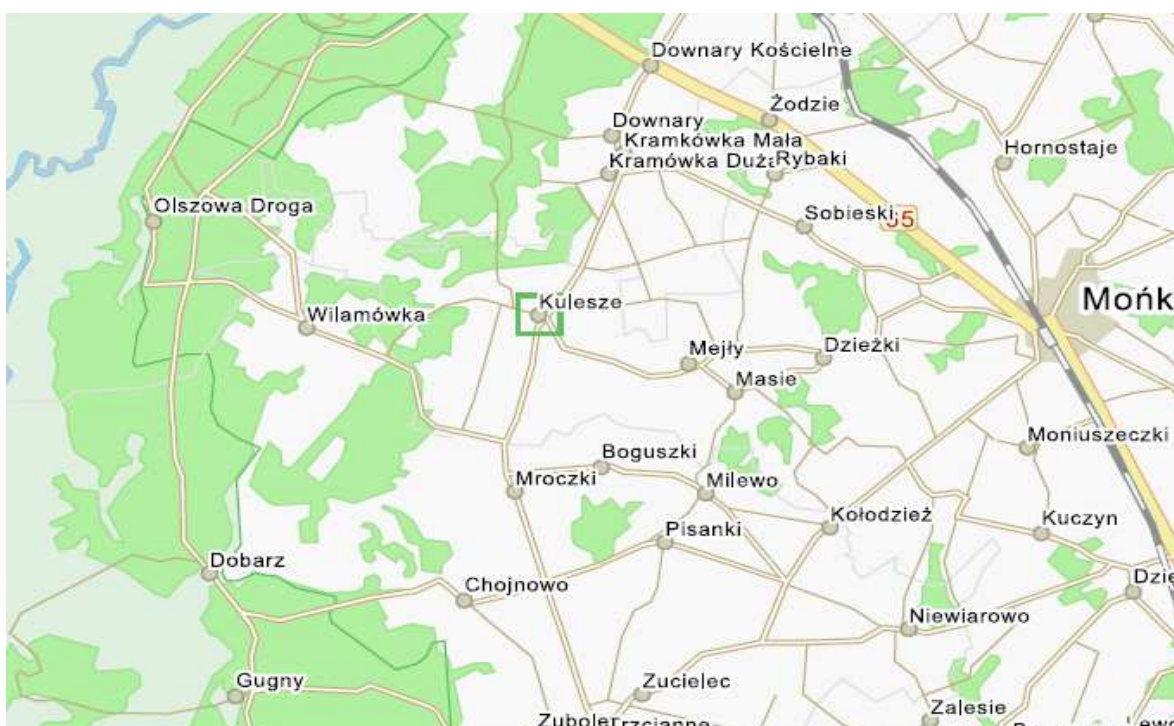 Downary Kościelne
Żodzie
Downary
Kramkówka Mała
Hornostaje
Kramówka Duża
Rybaki
Olszowa Droga
Sobieski
Kulesze
Mońk
Wilamówka
Mejły
Dzieżki
Masie
Moniuszeczki
Boguszki
Mroczki
Milewo
Kołodzież
Kuczyn
Pisanki
Dobarz
Dzie
Chojnowo
Niewiarowo
Gugny
Zucielec
Zalesie